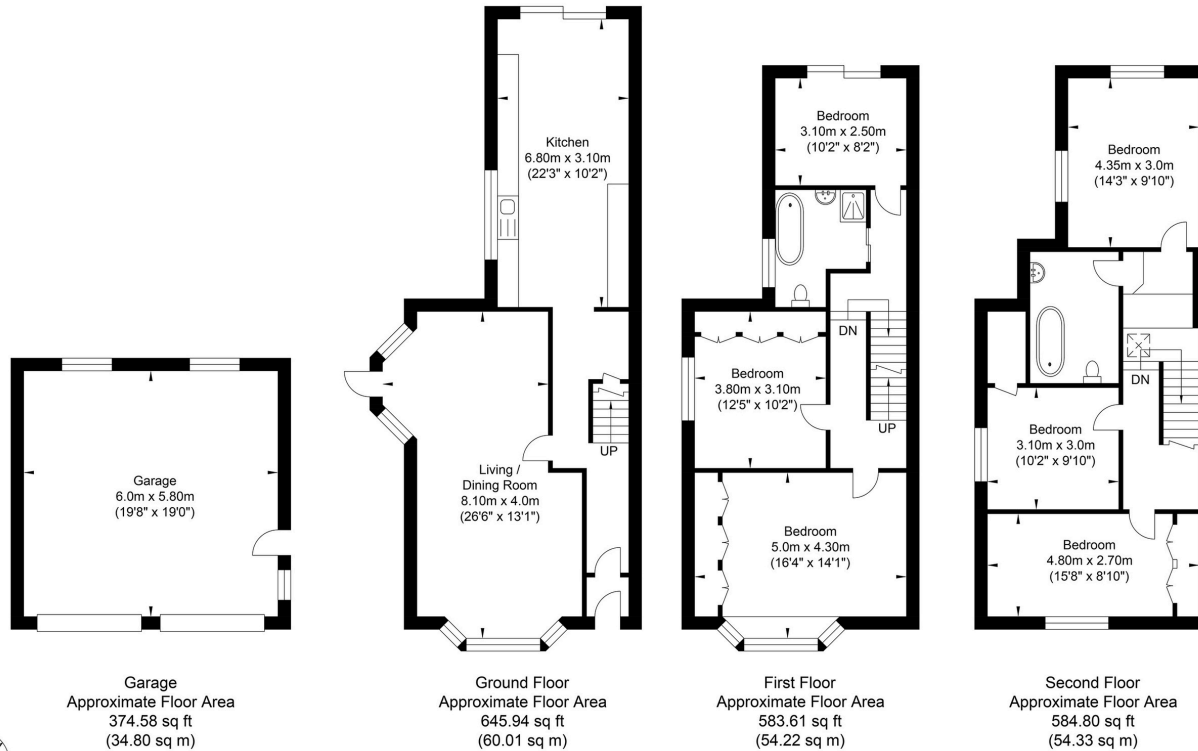 Garage
6.0m x 5.80m
(19'8" x 19'0")
Garage
Approximate Floor Area
374.58 sq ft
(34.80 sq m)
Kitchen
6.80m x 3.10m
(22'3" x 10'2")
UP
Living /
Dining Room
8.10m x 4.0m
(26'6" x 13'1")
Ground Floor
Approximate Floor Area
645.94 sq ft
(60.01 sq m)
Bedroom
3.10m x 2.50m
(10'2" x 8'2")
DN
Bedroom
3.80m x 3.10m
(12'5" x 10'2")
UP
Bedroom
5.0m x 4.30m
(16'4" x 14'1")
First Floor
Approximate Floor Area
583.61 sq ft
(54.22 sq m)
Bedroom
4.35m x 3.0m
(14'3" x 9'10")
DN
Bedroom
3.10m x 3.0m
(10'2" x 9'10")
Bedroom
4.80m x 2.70m
(15'8" x 8'10")
Second Floor
Approximate Floor Area
584.80 sq ft
(54.33 sq m)